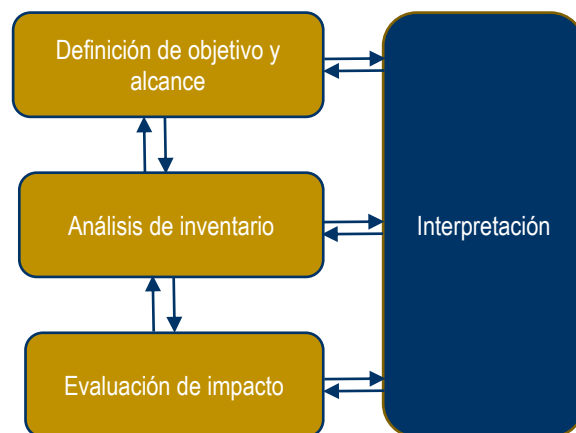 Definición de objetivo y
alcance
Análisis de inventario
Interpretación
Evaluación de impacto